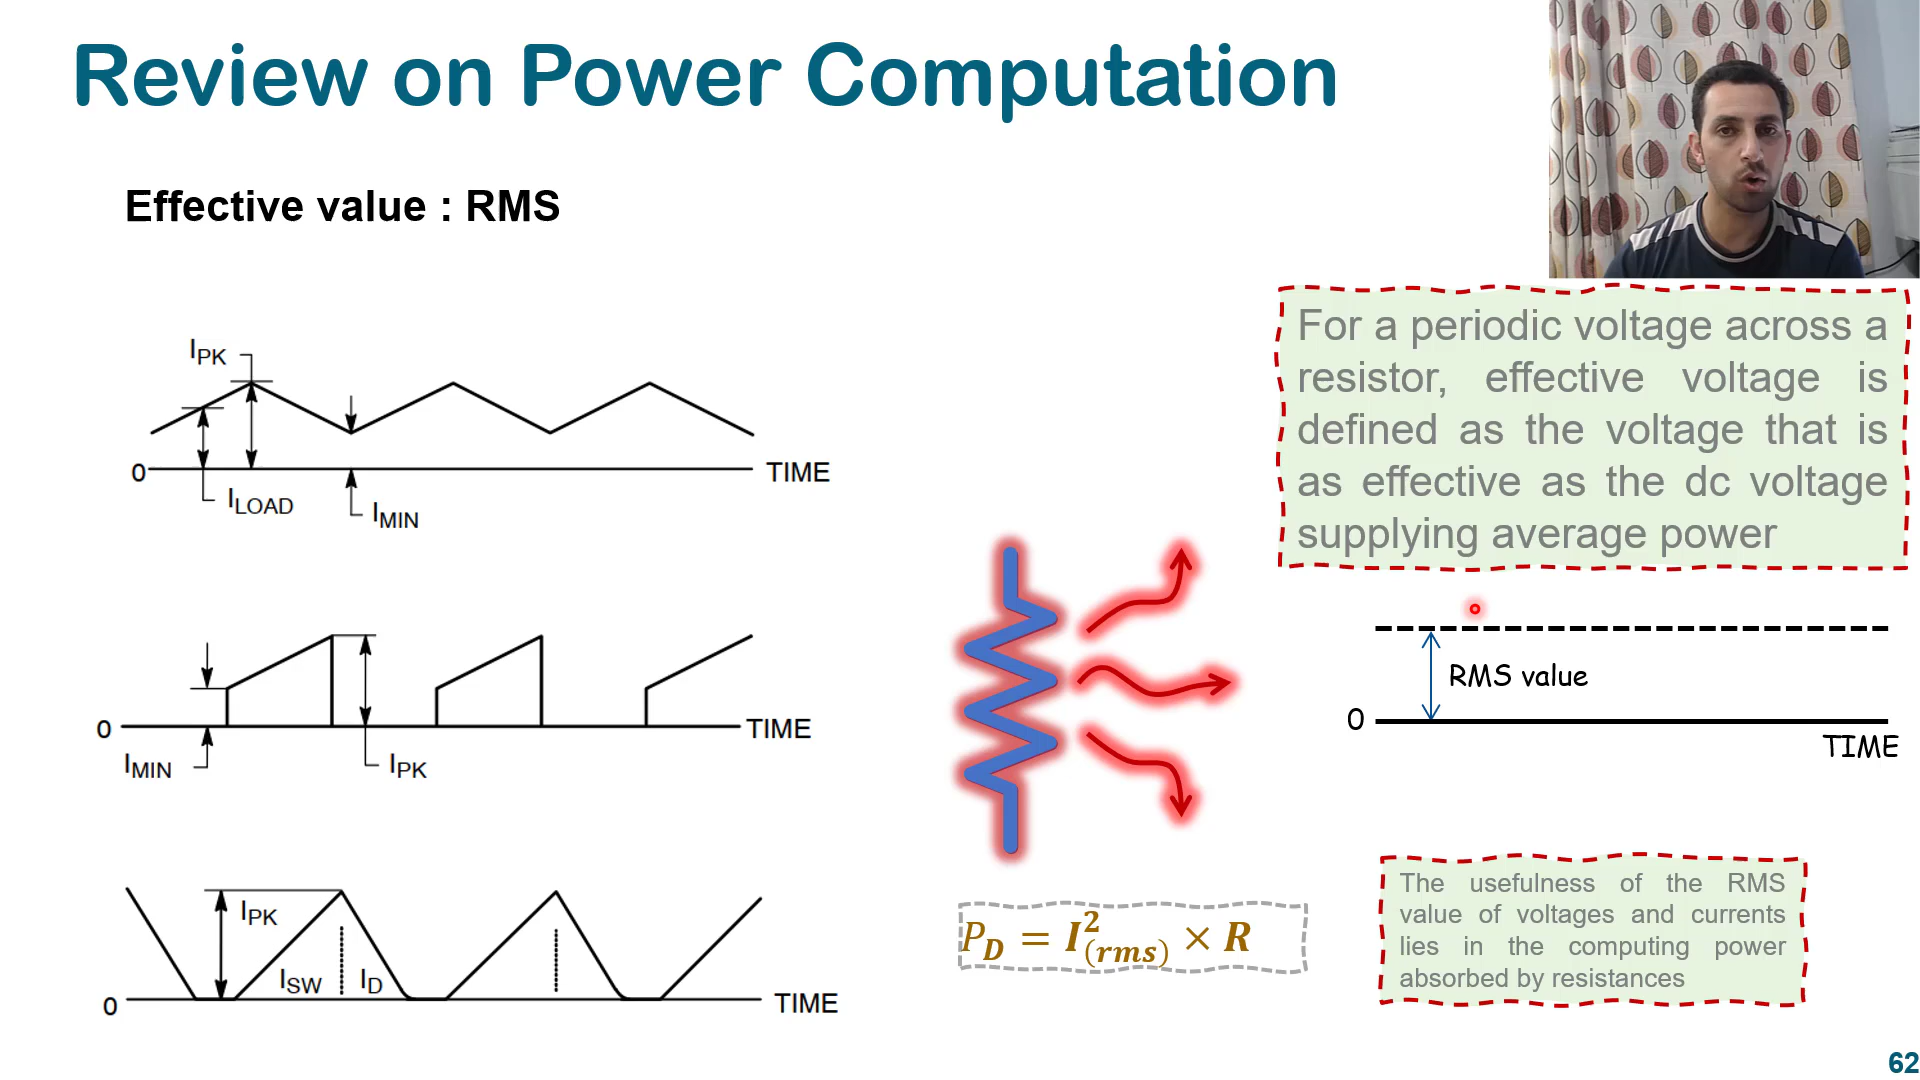 Review on Power Computation
Effective value : RMS
I_PK
0
TIME
I_LOAD
I_MIN
0
TIME
I_MIN
I_PK
I_PK
I_SW
I_D
0
TIME
P_D = I²_(rms) × R
For a periodic voltage across a
resistor, effective voltage is
defined as the voltage that is
as effective as the dc voltage
supplying average power
RMS value
0
TIME
The usefulness of the RMS
value of voltages and currents
lies in the computing power
absorbed by resistances
62